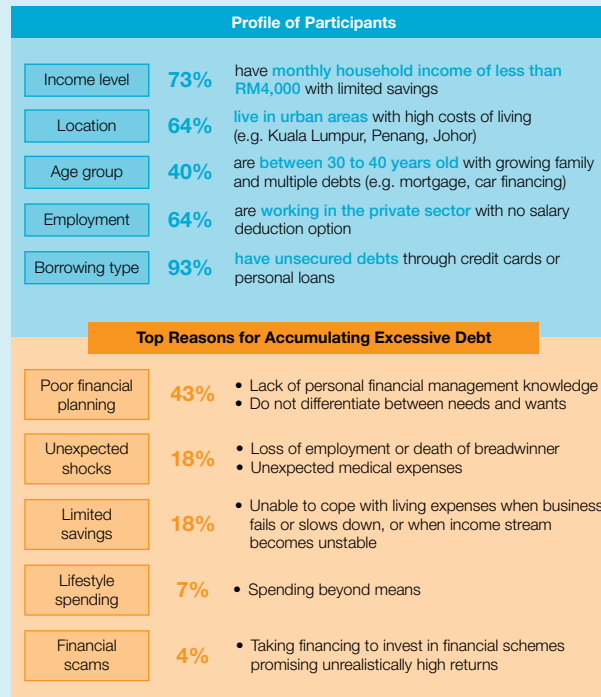 Profile of Participants
Income level
73%
have monthly household income of less than
RM4,000 with limited savings
Location
64%
live in urban areas with high costs of living
(e.g. Kuala Lumpur, Penang, Johor)
Age group
40%
are between 30 to 40 years old with growing family
and multiple debts (e.g. mortgage, car financing)
Employment
64%
are working in the private sector with no salary
deduction option
Borrowing type
93%
have unsecured debts through credit cards or
personal loans
Top Reasons for Accumulating Excessive Debt
Poor financial
planning
43%
• Lack of personal financial management knowledge
• Do not differentiate between needs and wants
Unexpected
shocks
18%
• Loss of employment or death of breadwinner
• Unexpected medical expenses
Limited
savings
18%
• Unable to cope with living expenses when business
fails or slows down, or when income stream
becomes unstable
Lifestyle
spending
7%
• Spending beyond means
Financial
scams
4%
• Taking financing to invest in financial schemes
promising unrealistically high returns